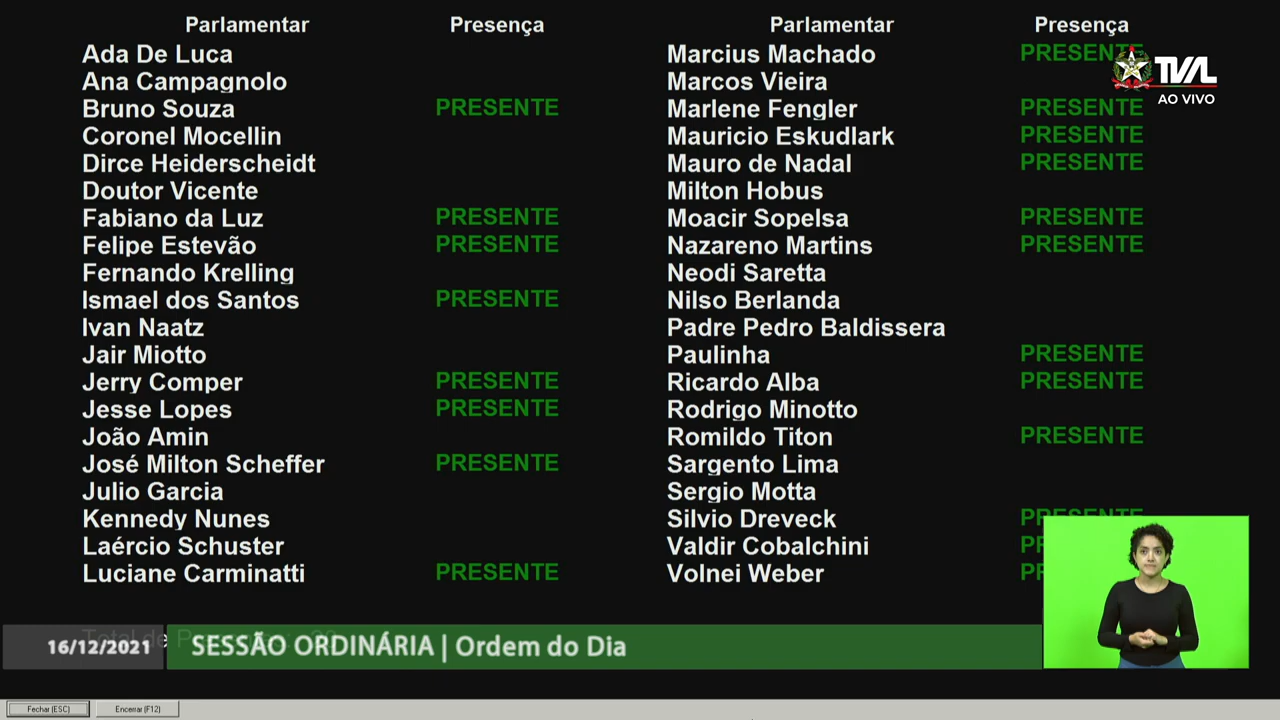 Parlamentar Presença Parlamentar Presença
Ada De Luca Marcius Machado PRESENTE
Ana Campagnolo Marcos Vieira
Bruno Souza PRESENTE Marlene Fengler PRESENTE
Coronel Mocellin Mauricio Eskudlark PRESENTE
Dirce Heiderscheidt Mauro de Nadal PRESENTE
Doutor Vicente Milton Hobus
Fabiano da Luz PRESENTE Moacir Sopelsa PRESENTE
Felipe Estevão PRESENTE Nazareno Martins PRESENTE
Fernando Krelling Neodi Saretta
Ismael dos Santos PRESENTE Nilso Berlanda
Ivan Naatz Padre Pedro Baldissera
Jair Miotto Paulinha PRESENTE
Jerry Comper PRESENTE Ricardo Alba PRESENTE
Jesse Lopes PRESENTE Rodrigo Minotto
João Amin Romildo Titon PRESENTE
José Milton Scheffer PRESENTE Sargento Lima
Julio Garcia Sergio Motta
Kennedy Nunes Silvio Dreveck PRESENTE
Laércio Schuster Valdir Cobalchini
Luciane Carminatti PRESENTE Volnei Weber
TVAL
AO VIVO
16/12/2021 SESSÃO ORDINÁRIA | Ordem do Dia
Fechar (ESC) Encerrar (F12)